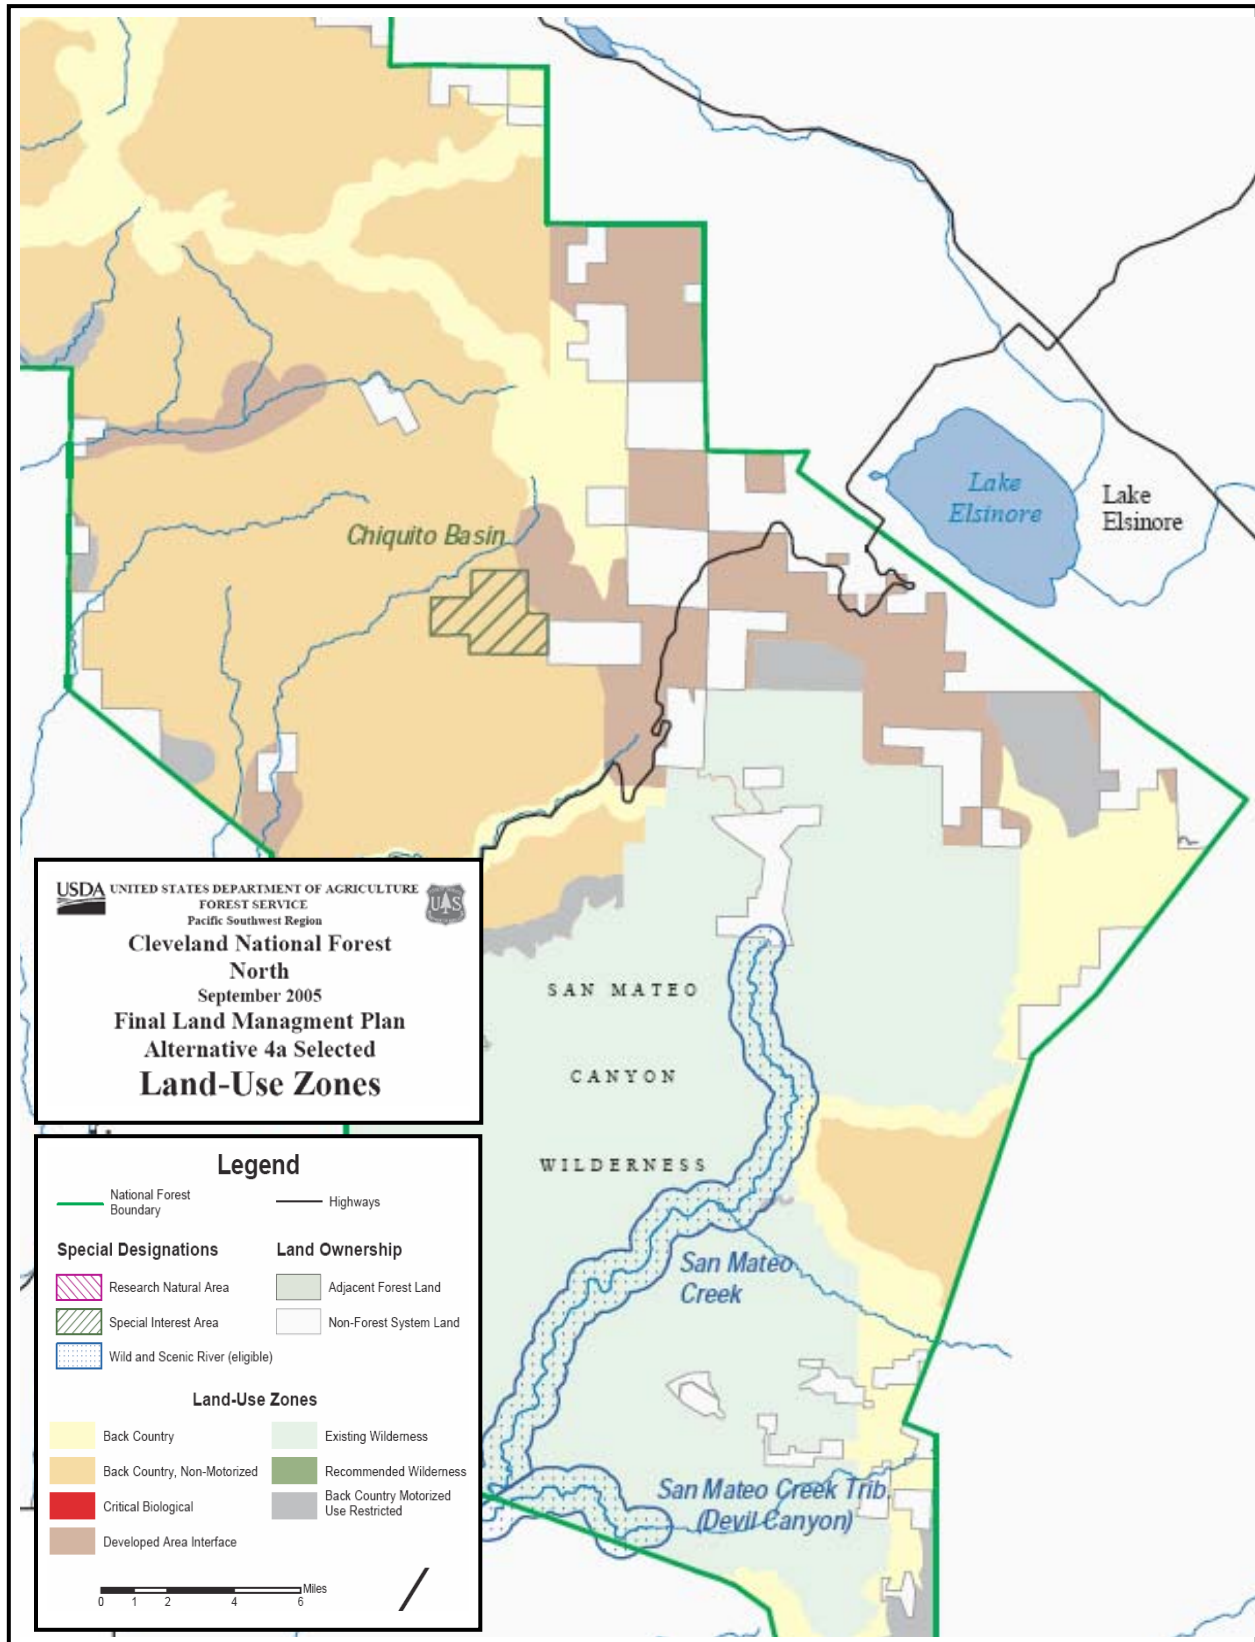 Lake
Elsinore
Lake
Elsinore
Chiquito Basin
USDA
UNITED STATES DEPARTMENT OF AGRICULTURE
FOREST SERVICE
Pacific Southwest Region
U S
Cleveland National Forest
North
September 2005
Final Land Managment Plan
Alternative 4a Selected
Land-Use Zones
SAN MATEO
CANYON
WILDERNESS
San Mateo
Creek
San Mateo Creek Trib.
(Devil Canyon)
Legend
National Forest
Boundary
Highways
Special Designations
Research Natural Area
Special Interest Area
Wild and Scenic River (eligible)
Land Ownership
Adjacent Forest Land
Non-Forest System Land
Land-Use Zones
Back Country
Back Country, Non-Motorized
Critical Biological
Developed Area Interface
Existing Wilderness
Recommended Wilderness
Back Country Motorized
Use Restricted
Miles
0 1 2 4 6